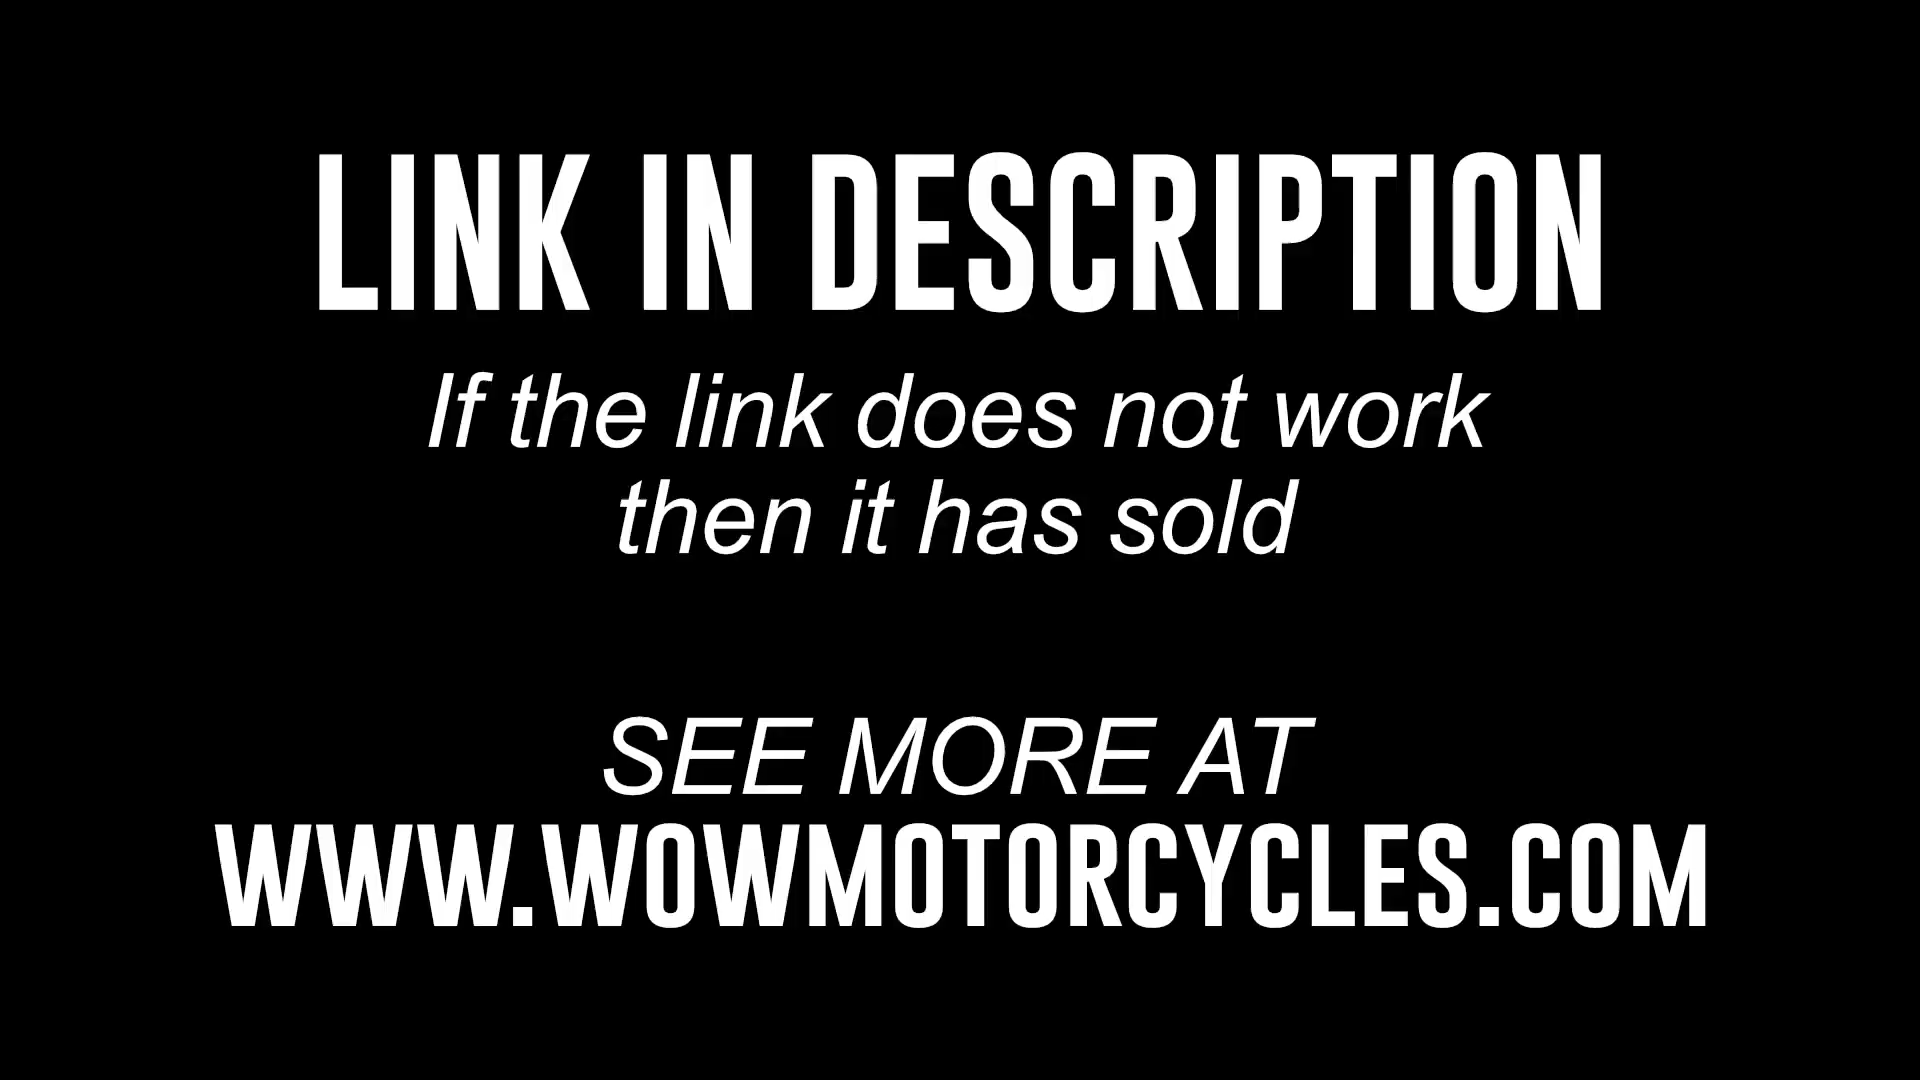 LINK IN DESCRIPTION
If the link does not work
then it has sold
SEE MORE AT
WWW.WOWMOTORCYCLES.COM